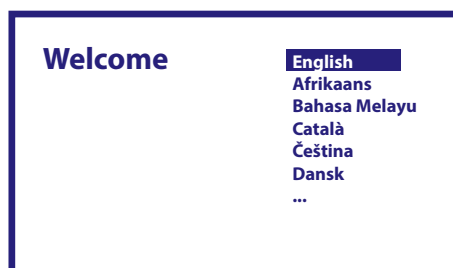 Welcome
English
Afrikaans
Bahasa Melayu
Català
Čeština
Dansk
...